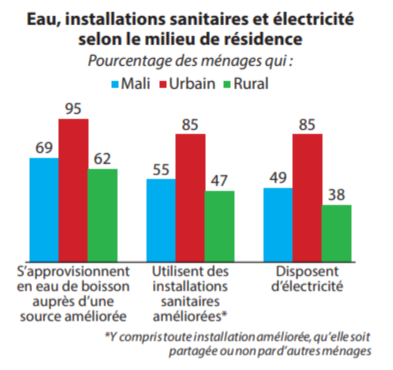 Eau, installations sanitaires et électricité
selon le milieu de résidence
Pourcentage des ménages qui :
Mali Urbain Rural
69 95 62 55 85 47 49 85 38
S’approvisionnent
en eau de boisson
auprès d’une
source améliorée
Utilisent des
installations
sanitaires
améliorées*
Disposent
d’électricité
*Y compris toute installation améliorée, qu’elle soit
partagée ou non par d’autres ménages